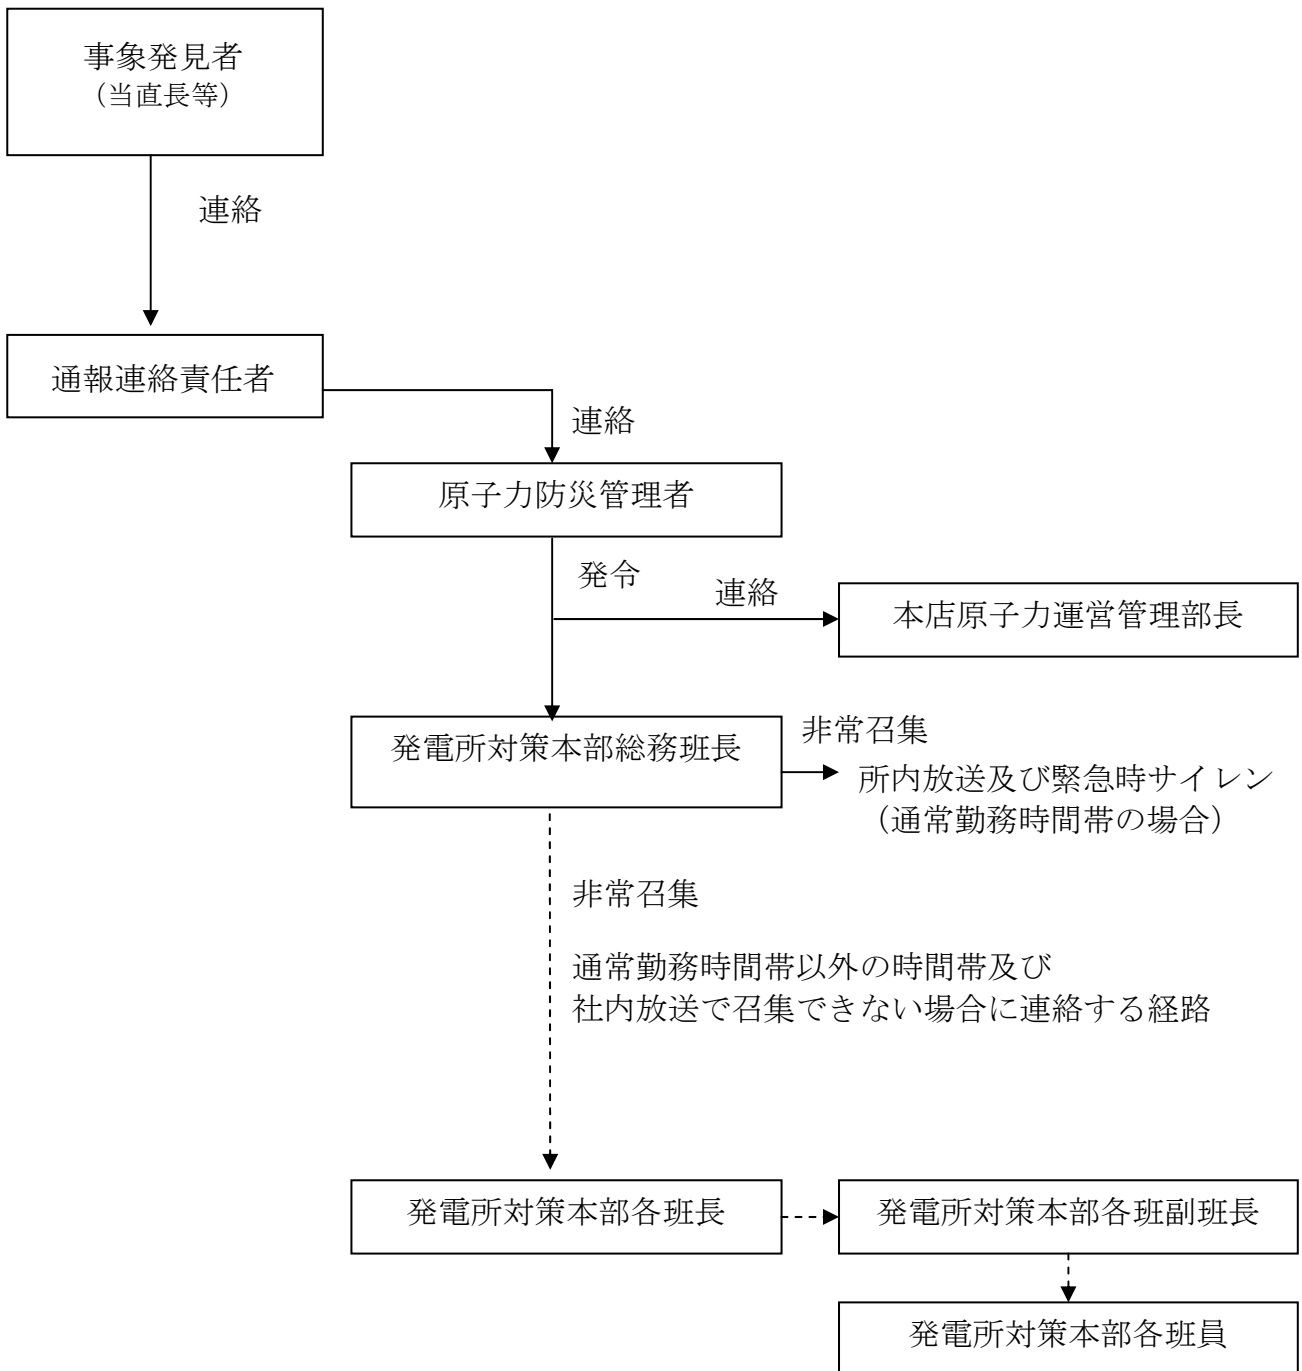 事象発見者
（当直長等）
連絡
通報連絡責任者
連絡
原子力防災管理者
発令
連絡
本店原子力運営管理部長
発電所対策本部総務班長
非常召集
所内放送及び緊急時サイレン
（通常勤務時間帯の場合）
非常召集
通常勤務時間帯以外の時間帯及び
社内放送で召集できない場合に連絡する経路
発電所対策本部各班長
発電所対策本部各班副班長
発電所対策本部各班員